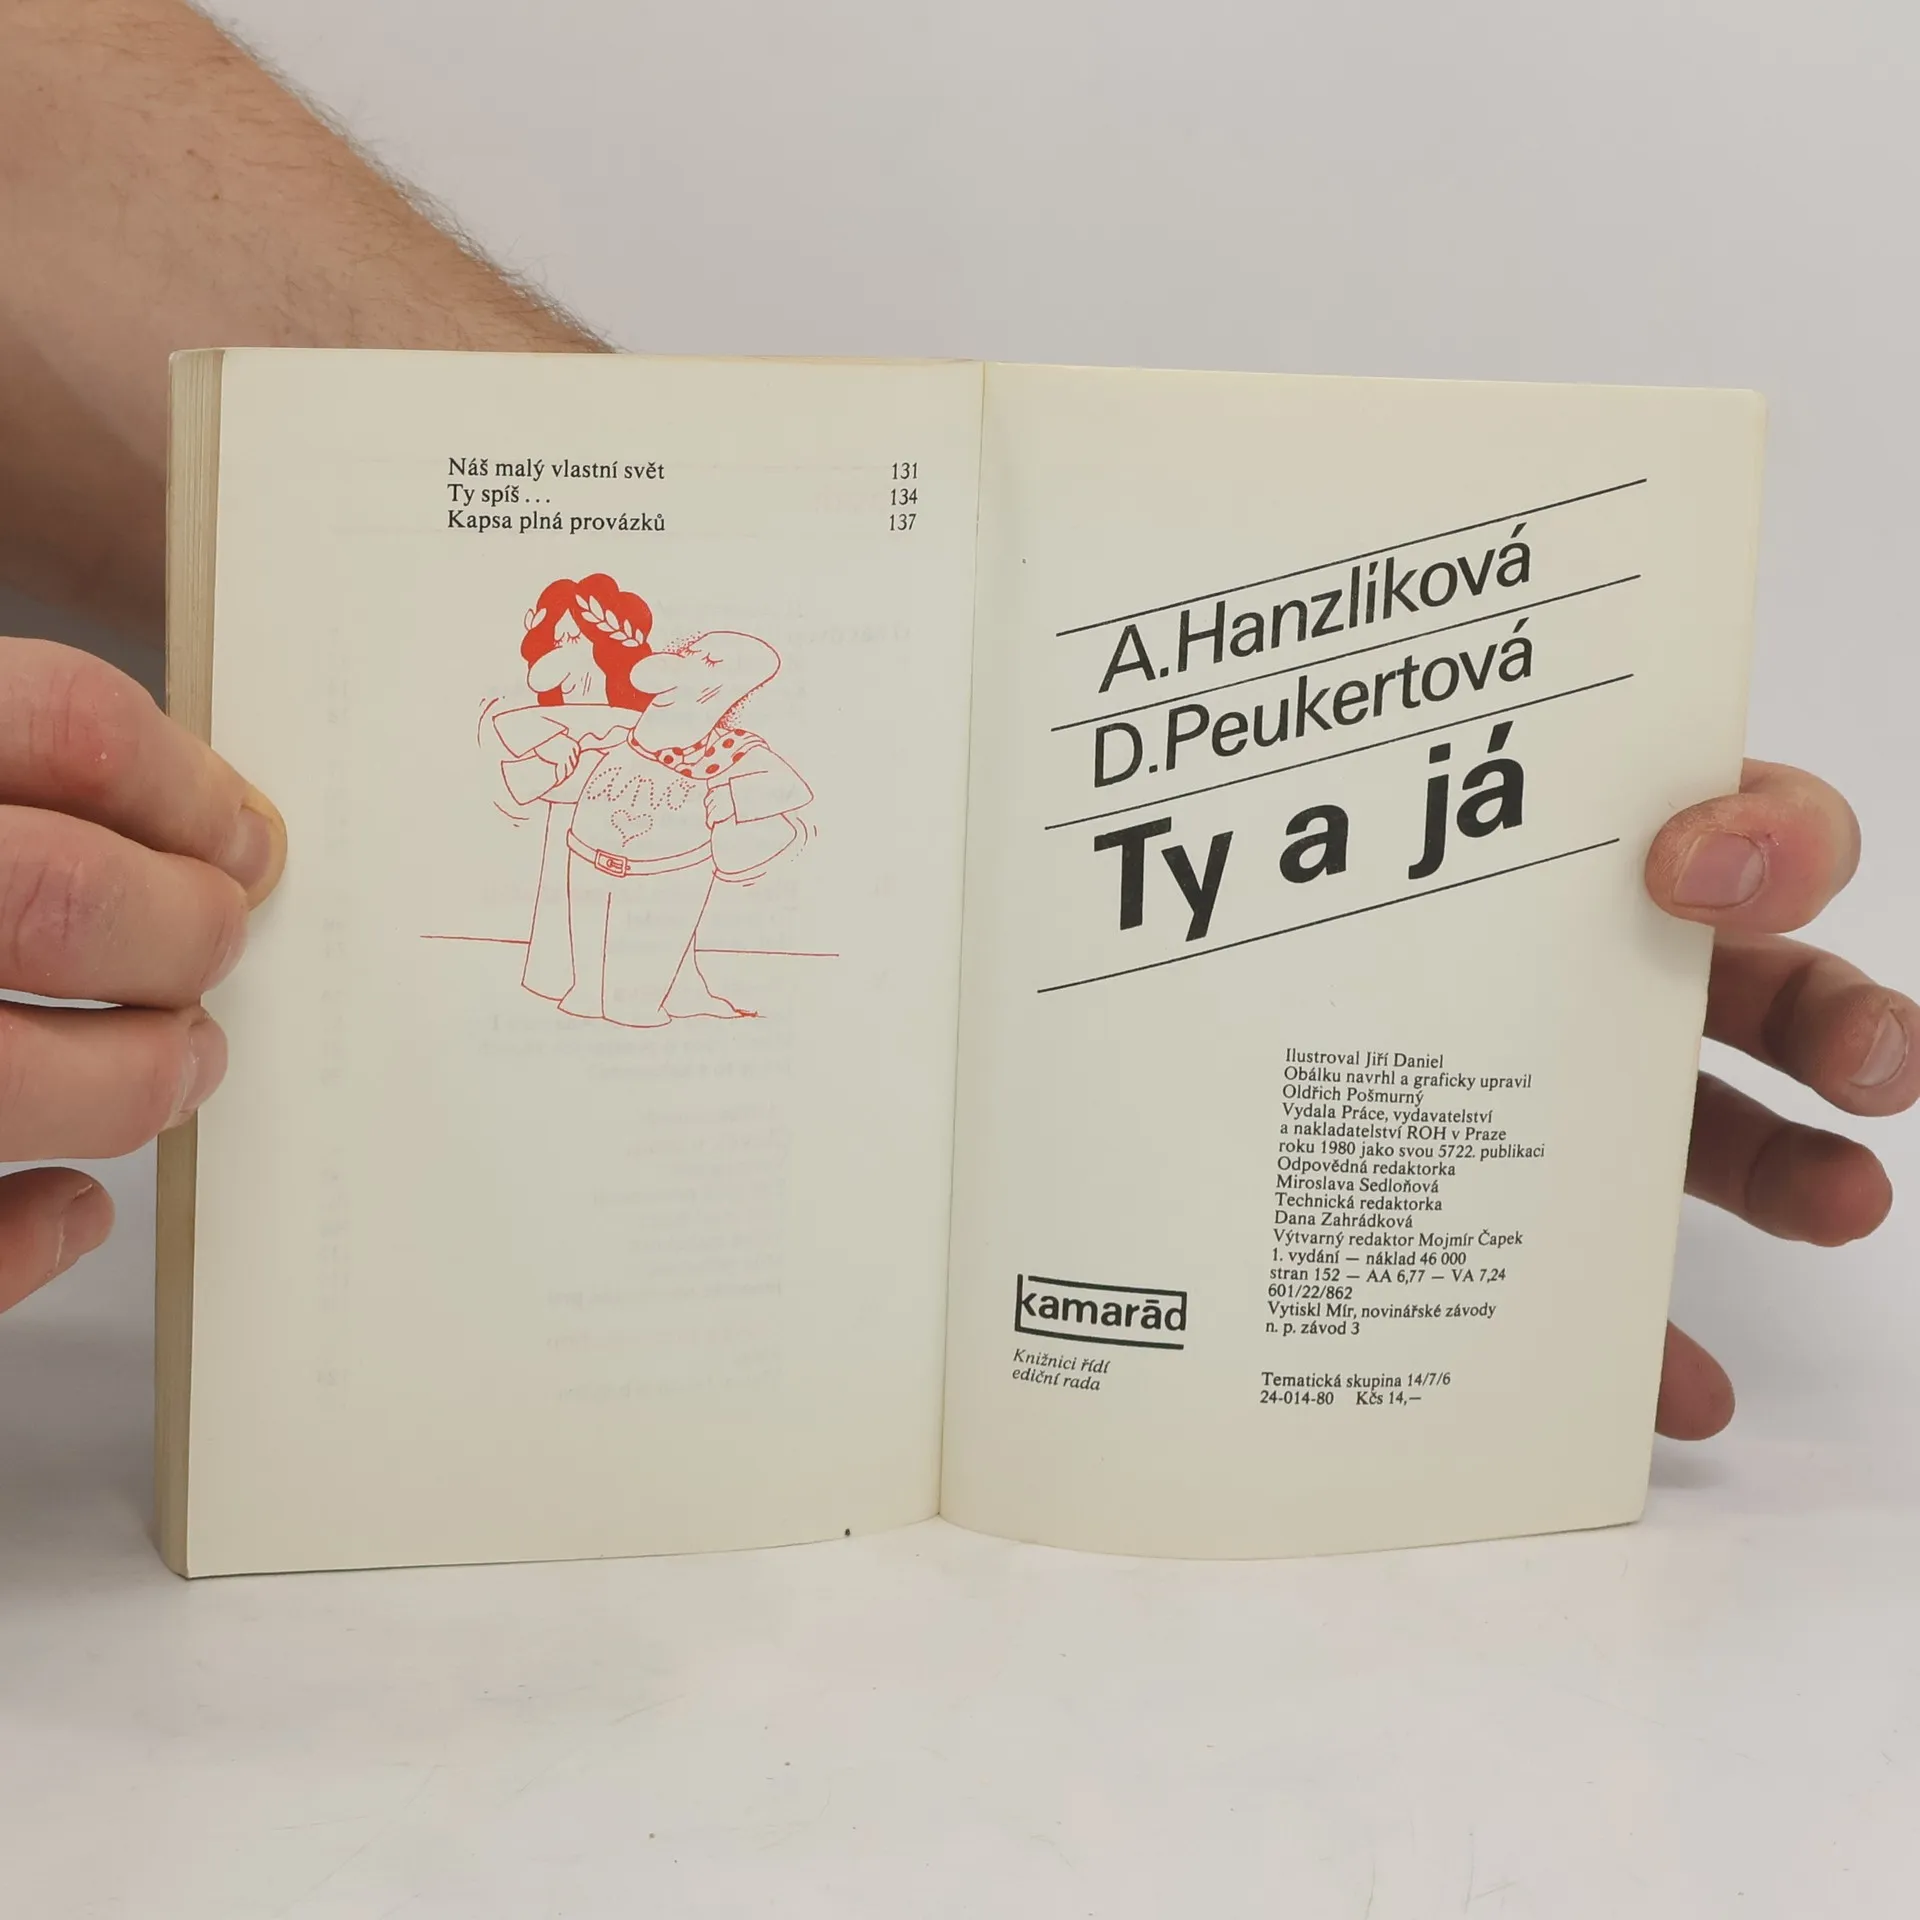 Náš malý vlastní svět 131
Ty spíš ... 134
Kapsa plná provázků 137
A.Hanzlíková
D.Peukertová
Ty a já
Ilustroval Jiří Daniel
Obálku navrhl a graficky upravil
Oldřich Pošmurný
Vydala Práce, vydavatelství
a nakladatelství ROH v Praze
roku 1980 jako svou 5722. publikaci
Odpovědná redaktorka
Miroslava Sedloňová
Technická redaktorka
Dana Zahrádková
Výtvarný redaktor Mojmír Čapek
1. vydání — náklad 46 000
stran 152 — AA 6,77 — VA 7,24
601/22/862
Vytiskl Mír, novinářské závody
n. p. závod 3
kamarád
Knižnici řídí
ediční rada
Tematická skupina 14/7/6
24-014-80 Kčs 14,—